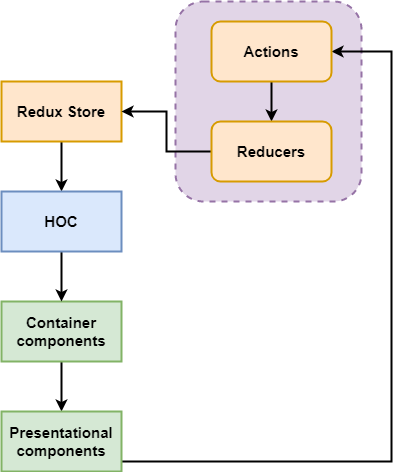 Actions
Redux Store
Reducers
HOC
Container
components
Presentational
components